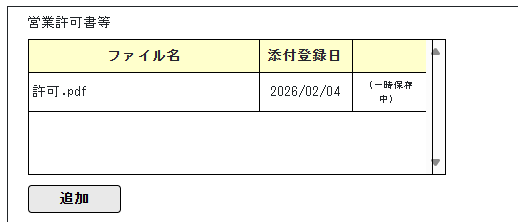 営業許可書等
ファイル名 添付登録日
許可.pdf 2026/02/04 (一時保存
中)
追加